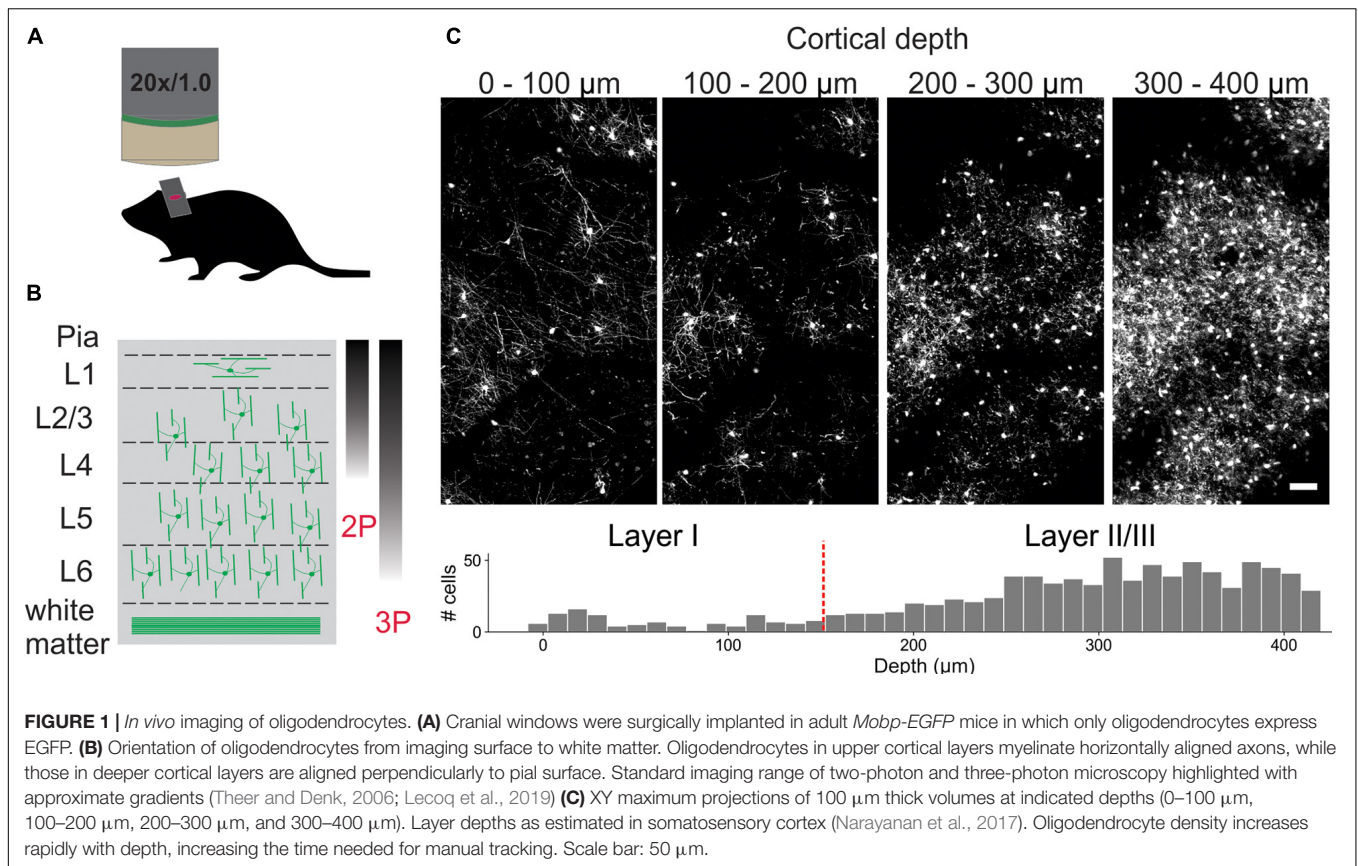 A
20x/1.0
B
Pia
L1
L2/3
L4
L5
L6
white
matter
2P
3P
C
Cortical depth
0 - 100 µm
100 - 200 µm
200 - 300 µm
300 - 400 µm
Layer I
Layer II/III
# cells
50
0
0
100
200
300
400
Depth (µm)
FIGURE 1 | In vivo imaging of oligodendrocytes. (A) Cranial windows were surgically implanted in adult Mobp-EGFP mice in which only oligodendrocytes express
EGFP. (B) Orientation of oligodendrocytes from imaging surface to white matter. Oligodendrocytes in upper cortical layers myelinate horizontally aligned axons, while
those in deeper cortical layers are aligned perpendicularly to pial surface. Standard imaging range of two-photon and three-photon microscopy highlighted with
approximate gradients (Theer and Denk, 2006; Lecoq et al., 2019) (C) XY maximum projections of 100 µm thick volumes at indicated depths (0–100 µm,
100–200 µm, 200–300 µm, and 300–400 µm). Layer depths as estimated in somatosensory cortex (Narayanan et al., 2017). Oligodendrocyte density increases
rapidly with depth, increasing the time needed for manual tracking. Scale bar: 50 µm.